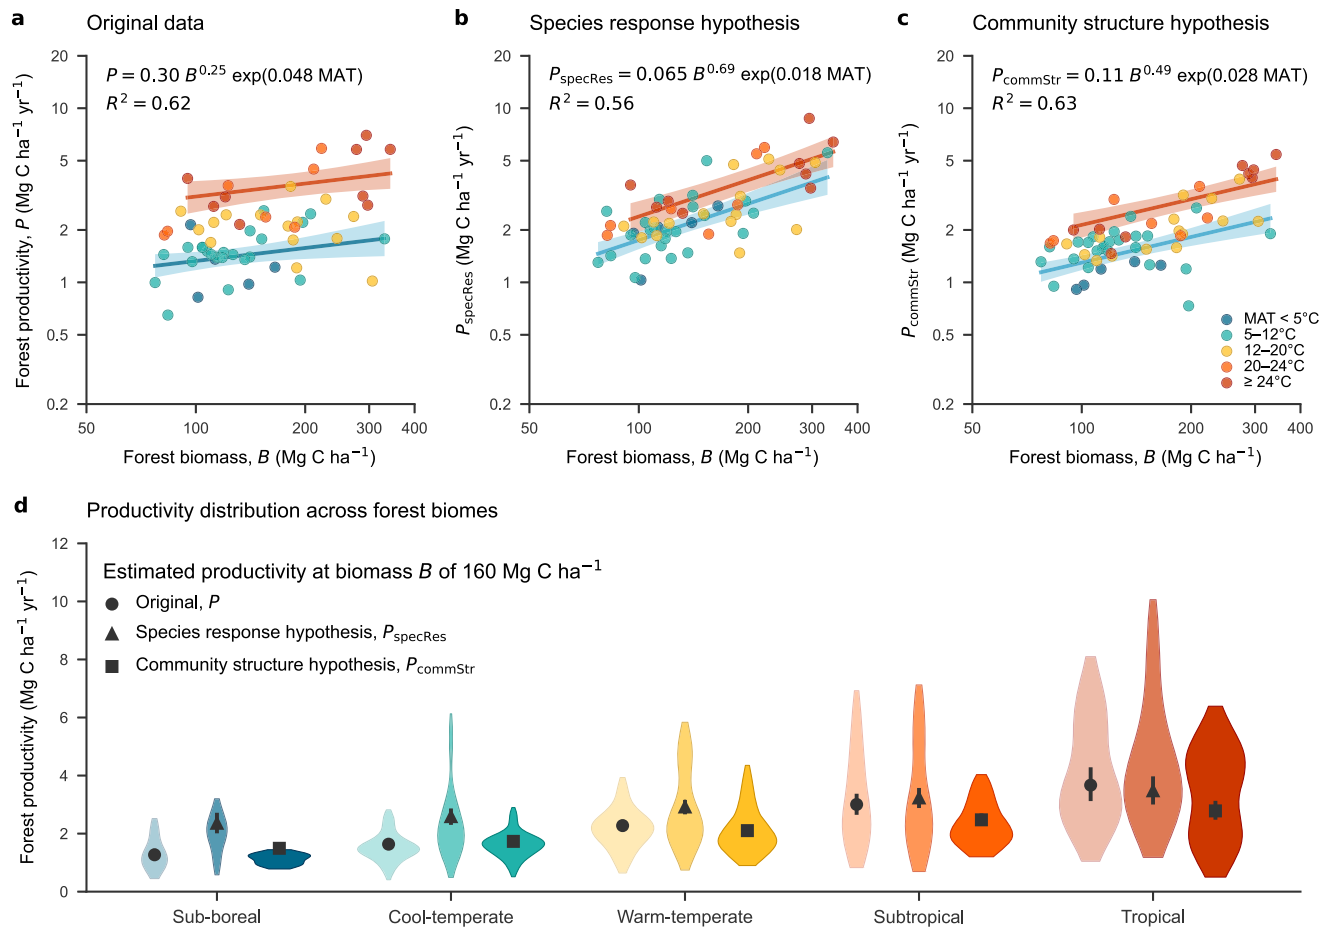 a Original data
P = 0.30 B^0.25 exp(0.048 MAT)
R² = 0.62
Forest productivity, P (Mg C ha⁻¹ yr⁻¹)
20
10
5
2
1
0.5
0.2
50 100 200 300 400
Forest biomass, B (Mg C ha⁻¹)
b Species response hypothesis
P_specRes = 0.065 B^0.69 exp(0.018 MAT)
R² = 0.56
P_specRes (Mg C ha⁻¹ yr⁻¹)
20
10
5
2
1
0.5
0.2
50 100 200 300 400
Forest biomass, B (Mg C ha⁻¹)
c Community structure hypothesis
P_commStr = 0.11 B^0.49 exp(0.028 MAT)
R² = 0.63
P_commStr (Mg C ha⁻¹ yr⁻¹)
20
10
5
2
1
0.5
0.2
MAT < 5°C
5–12°C
12–20°C
20–24°C
≥ 24°C
50 100 200 300 400
Forest biomass, B (Mg C ha⁻¹)
d Productivity distribution across forest biomes
Forest productivity (Mg C ha⁻¹ yr⁻¹)
12
10
8
6
4
2
0
Estimated productivity at biomass B of 160 Mg C ha⁻¹
Original, P
Species response hypothesis, P_specRes
Community structure hypothesis, P_commStr
Sub-boreal Cool-temperate Warm-temperate Subtropical Tropical